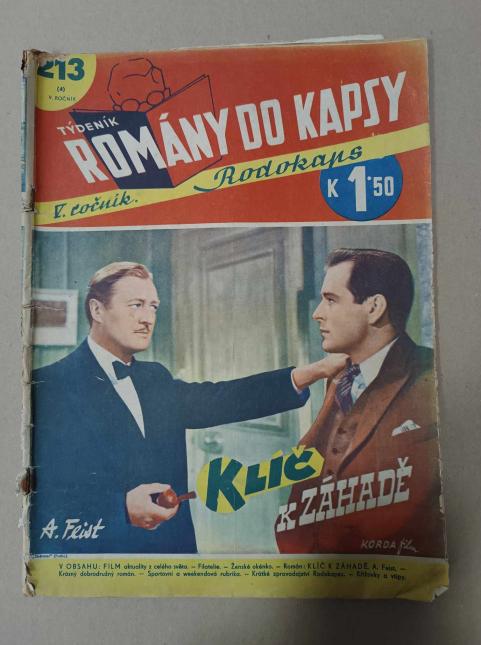 213
(4)
V. ROČNÍK
TÝDENÍK
ROMÁNY DO KAPSY
Rodokaps
V. ročník.
K 1·50
KLÍČ
K ZÁHADĚ
A. Feist
KORDA film
V OBSAHU: FILM aktuality z celého světa. — Filatelie. — Ženské okénko. — Román: KLÍČ K ZÁHADĚ, A. Feist, —
Krásný dobrodružný román. — Sportovní a weekendová rubrika. — Krátké zpravodajství Rodokapsu. — Křížovky a vtipy.